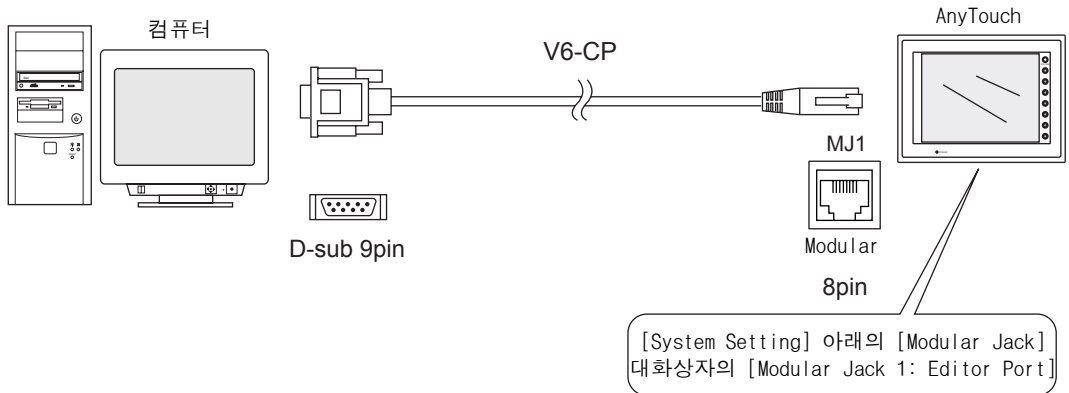 컴퓨터
V6-CP
AnyTouch
MJ1
D-sub 9pin
Modular
8pin
[System Setting] 아래의 [Modular Jack]
대화상자의 [Modular Jack 1: Editor Port]